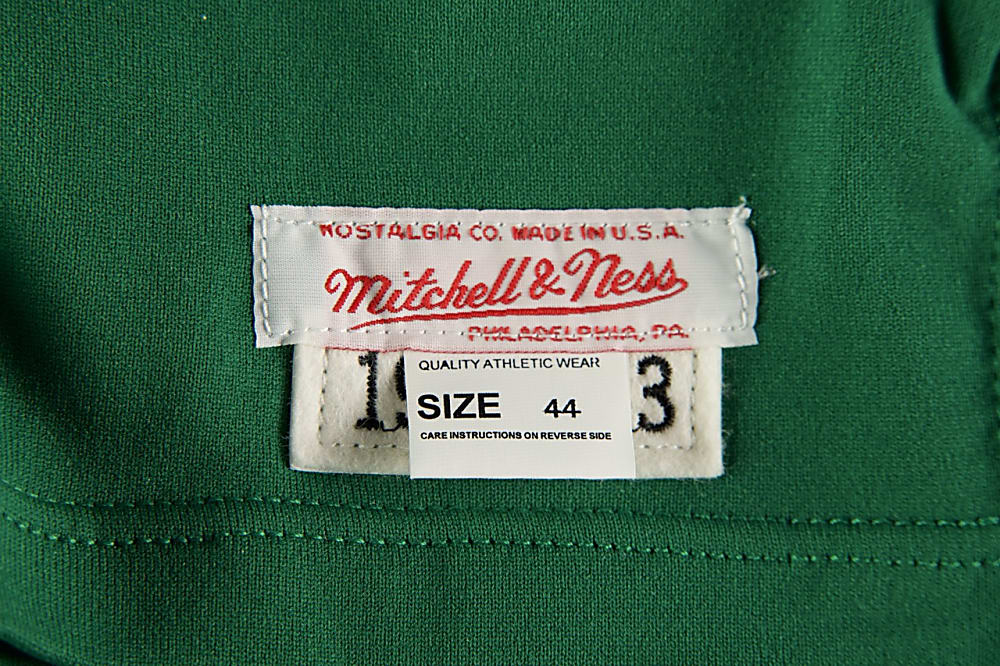 NOSTALGIA CO. MADE IN U.S.A.
Mitchell & Ness
PHILADELPHIA, PA.
QUALITY ATHLETIC WEAR
SIZE 44
CARE INSTRUCTIONS ON REVERSE SIDE